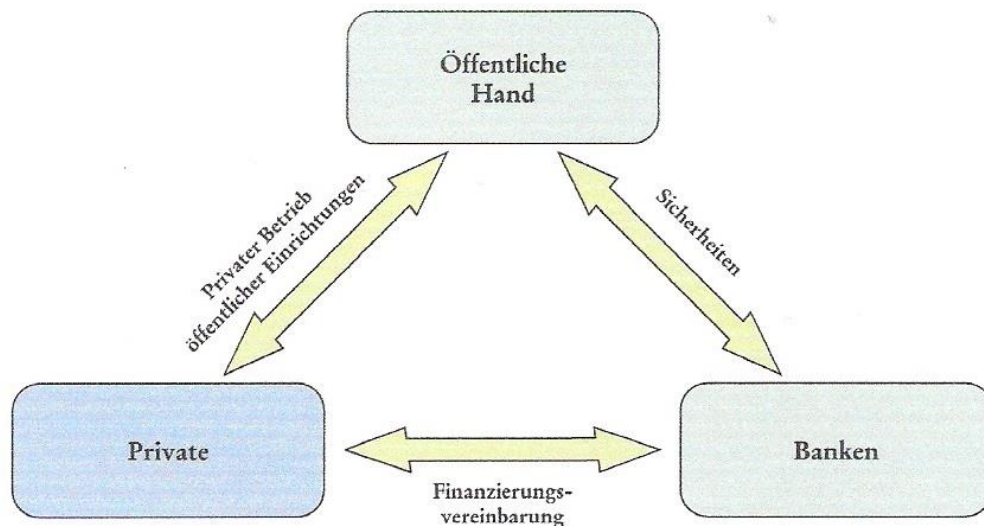 Öffentliche
Hand
Privater Betrieb
öffentlicher Einrichtungen
Sicherheiten
Private
Banken
Finanzierungs-
vereinbarung